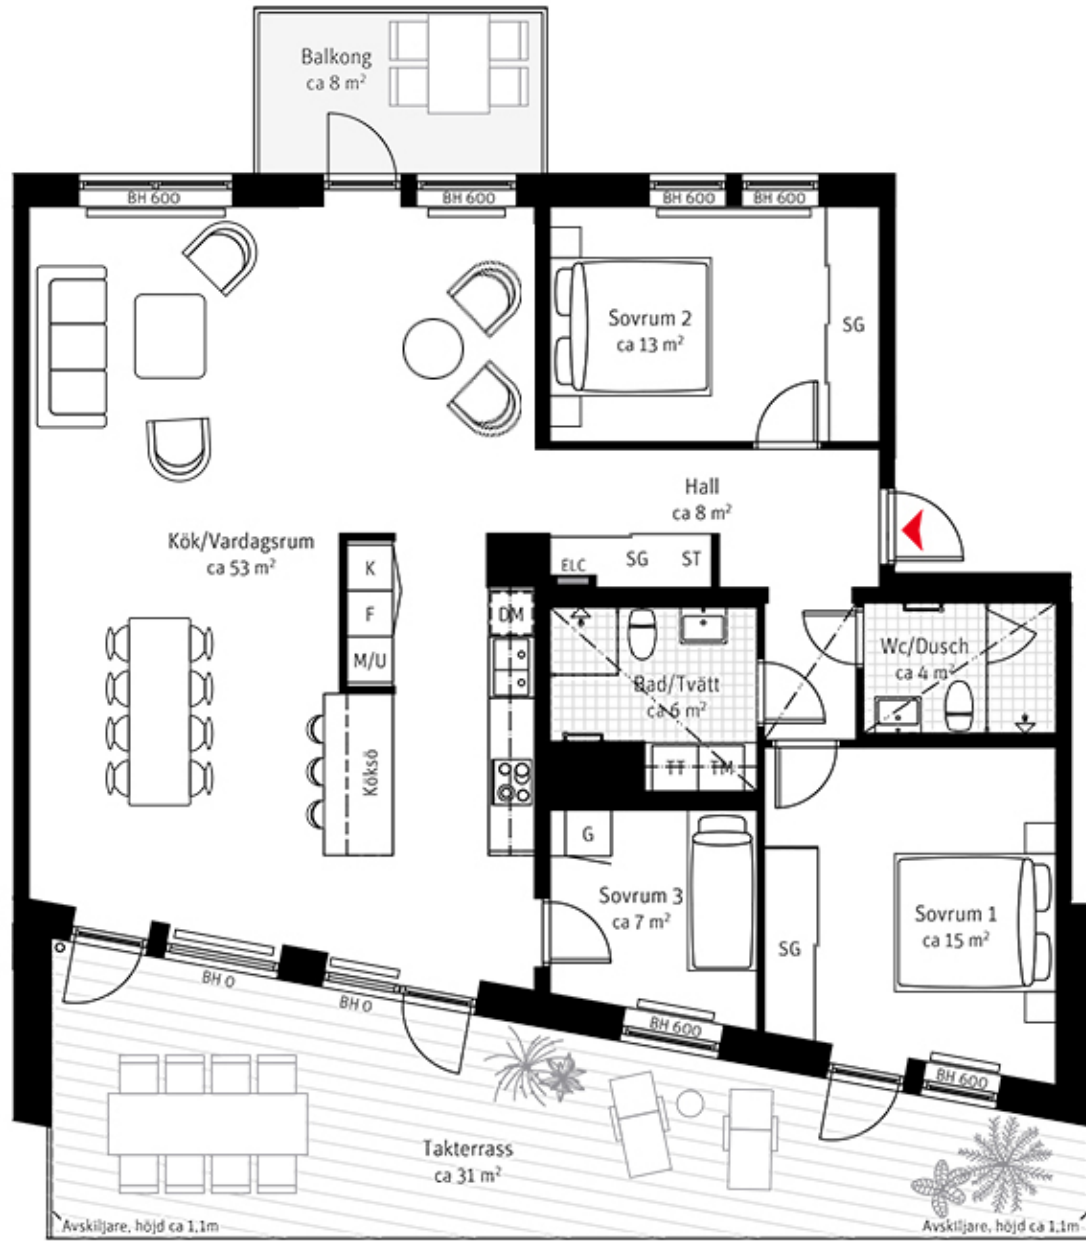 Balkong
ca 8 m²
BH 600
BH 600
BH 600
BH 600
Sovrum 2
ca 13 m²
SG
Hall
ca 8 m²
Kök/Vardagsrum
ca 53 m²
K
F
M/U
DM
ELC
SG
ST
Wc/Dusch
ca 4 m²
Bad/Tvätt
ca 6 m²
TT
TM
Köksö
G
Sovrum 3
ca 7 m²
Sovrum 1
ca 15 m²
SG
BH 0
BH 0
BH 600
BH 600
Takterrass
ca 31 m²
Avskiljare, höjd ca 1,1m
Avskiljare, höjd ca 1,1m